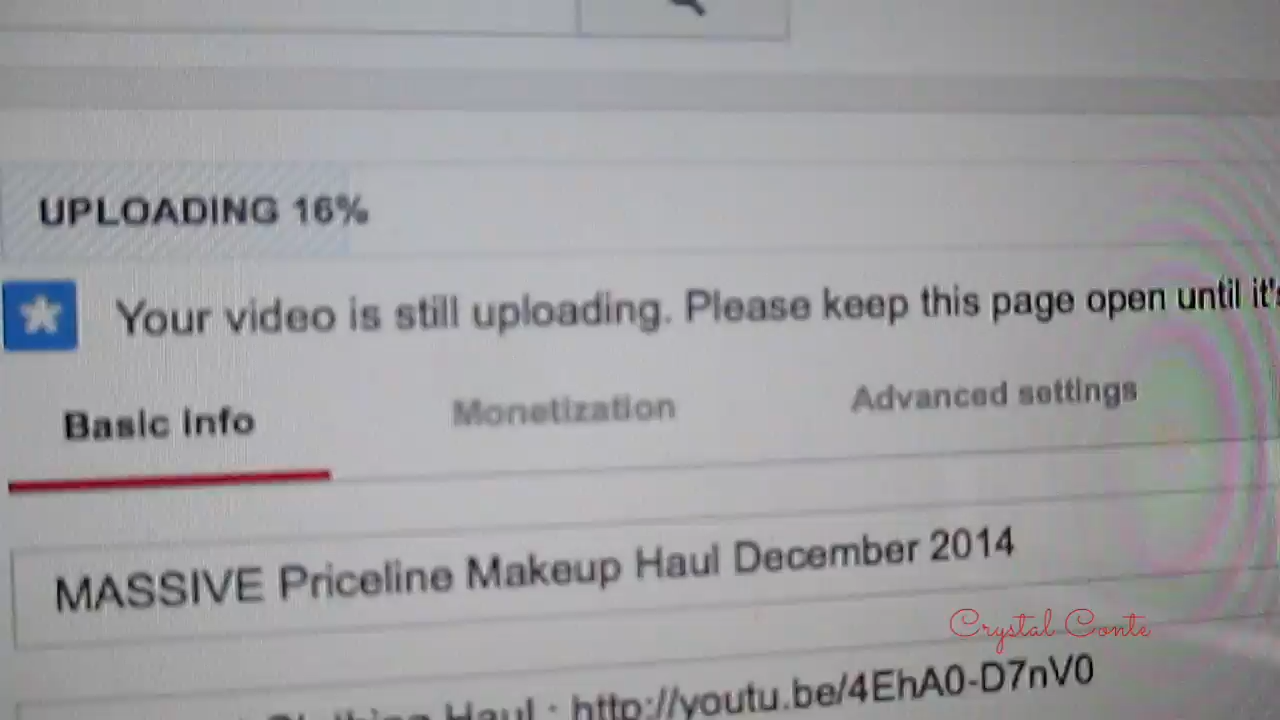 UPLOADING 16%
Your video is still uploading. Please keep this page open until it's
Basic info
Monetization
Advanced settings
MASSIVE Priceline Makeup Haul December 2014
Crystal Conte
Haul : http://youtu.be/4EhA0-D7nV0